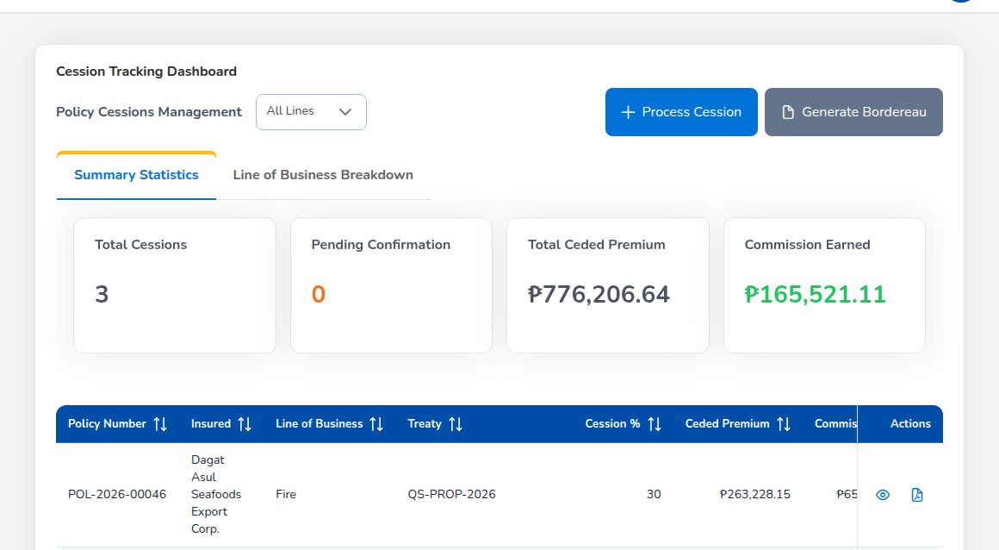 Cession Tracking Dashboard
Policy Cessions Management
All Lines
Process Cession
Generate Bordereau
Summary Statistics
Line of Business Breakdown
Total Cessions
Pending Confirmation
Total Ceded Premium
Commission Earned
3
0
₱776,206.64
₱165,521.11
Policy Number
Insured
Line of Business
Treaty
Cession %
Ceded Premium
Commis
Actions
POL-2026-00046
Dagat
Asul
Seafoods
Export
Corp.
Fire
QS-PROP-2026
30
₱263,228.15
₱65